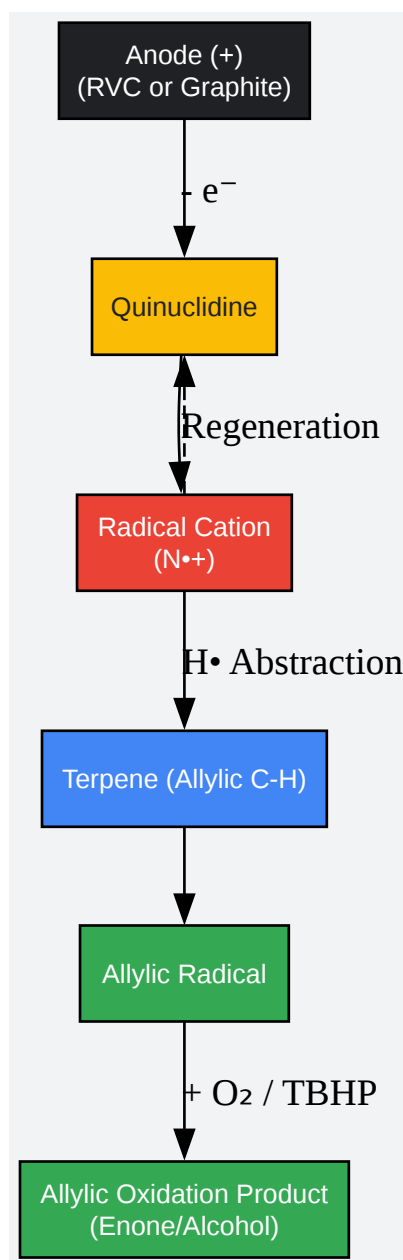 Anode (+)
(RVC or Graphite)
- e⁻
Quinuclidine
Regeneration
Radical Cation
(N•+)
H• Abstraction
Terpene (Allylic C-H)
Allylic Radical
+ O₂ / TBHP
Allylic Oxidation Product
(Enone/Alcohol)